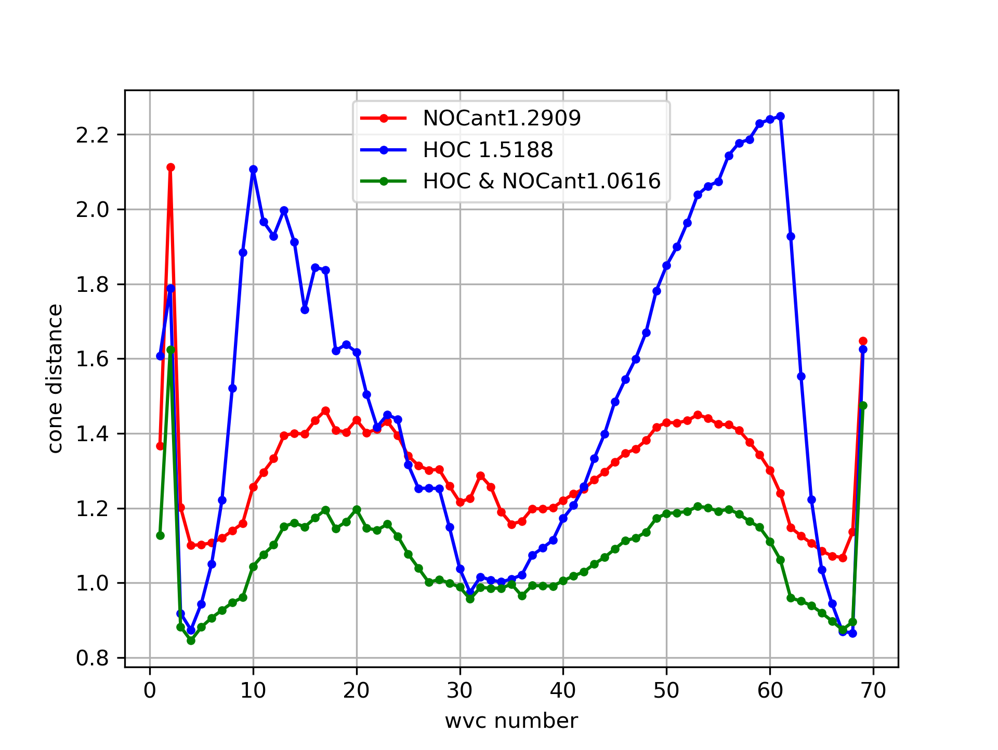 NOCant1.2909
HOC 1.5188
HOC & NOCant1.0616
2.2
2.0
1.8
1.6
1.4
1.2
1.0
0.8
cone distance
0 10 20 30 40 50 60 70
wvc number